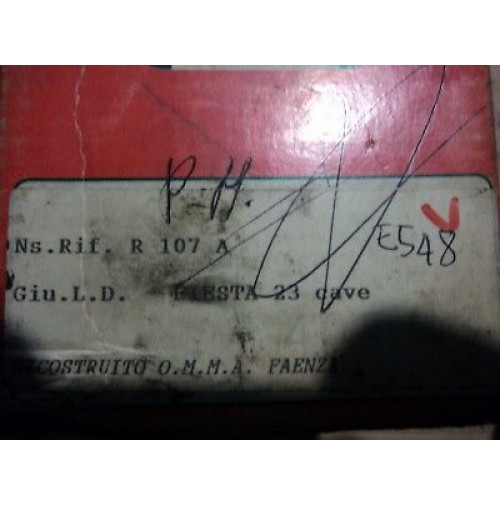 P.H.
Ns.Rif. R 107 A
E548
Giu.L.D. FIESTA 23 cave
RICOSTRUITO O.M.M.A. FAENZA